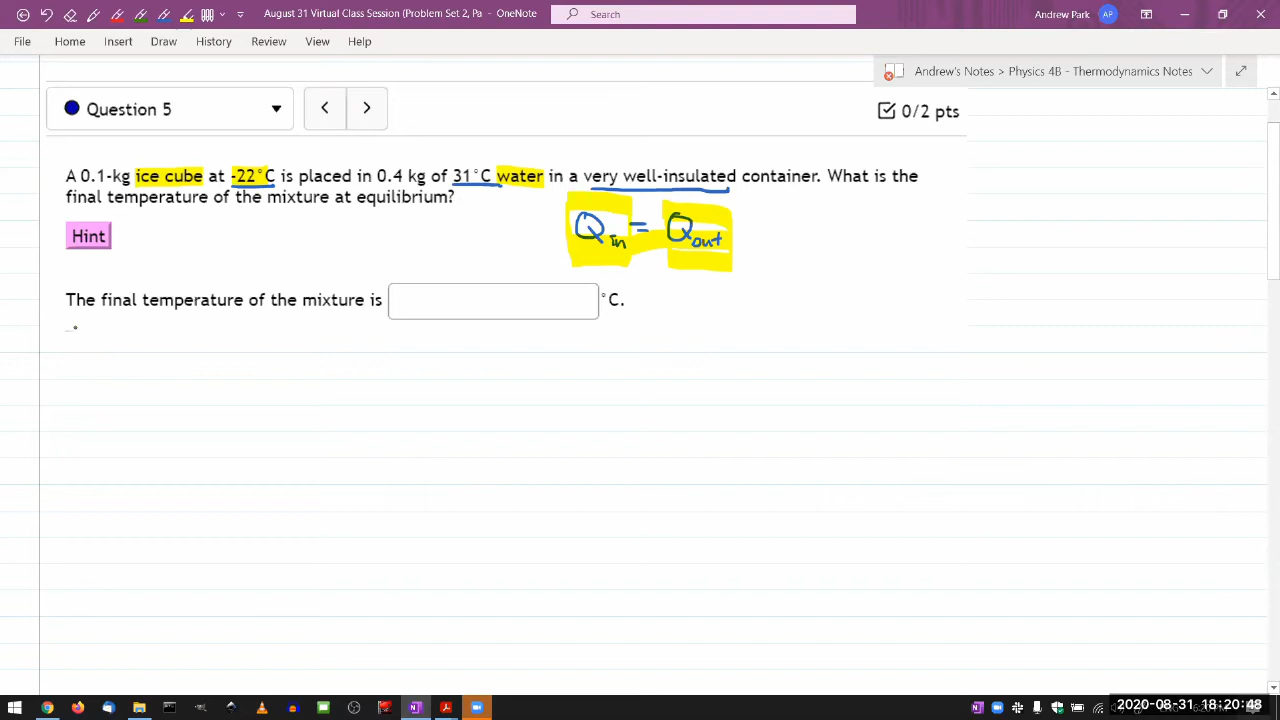 August 31 Virtual Class Session (Problem Set 2, Pa - OneNote
Search
Andrew Park
AP
File Home Insert Draw History Review View Help
Andrew's Notes > Physics 4B - Thermodynamics Notes
Question 5
0/2 pts
A 0.1-kg ice cube at -22°C is placed in 0.4 kg of 31°C water in a very well-insulated container. What is the
final temperature of the mixture at equilibrium?
Q in = Q out
Hint
The final temperature of the mixture is °C.
2020-08-31 18:20:48